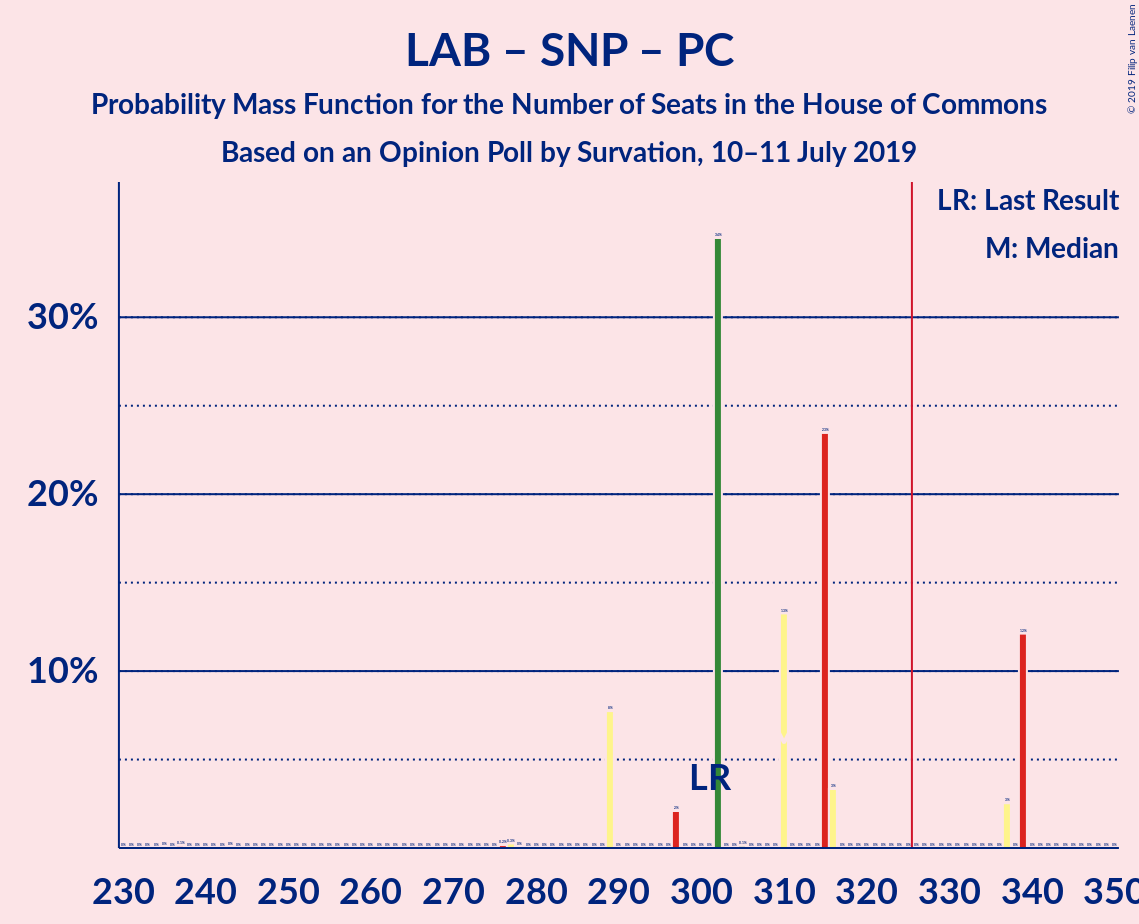 LAB – SNP – PC
Probability Mass Function for the Number of Seats in the House of Commons
Based on an Opinion Poll by Survation, 10–11 July 2019
© 2019 Filip van Laenen
LR: Last Result
M: Median
30%
20%
10%
LR
230 240 250 260 270 280 290 300 310 320 330 340 350